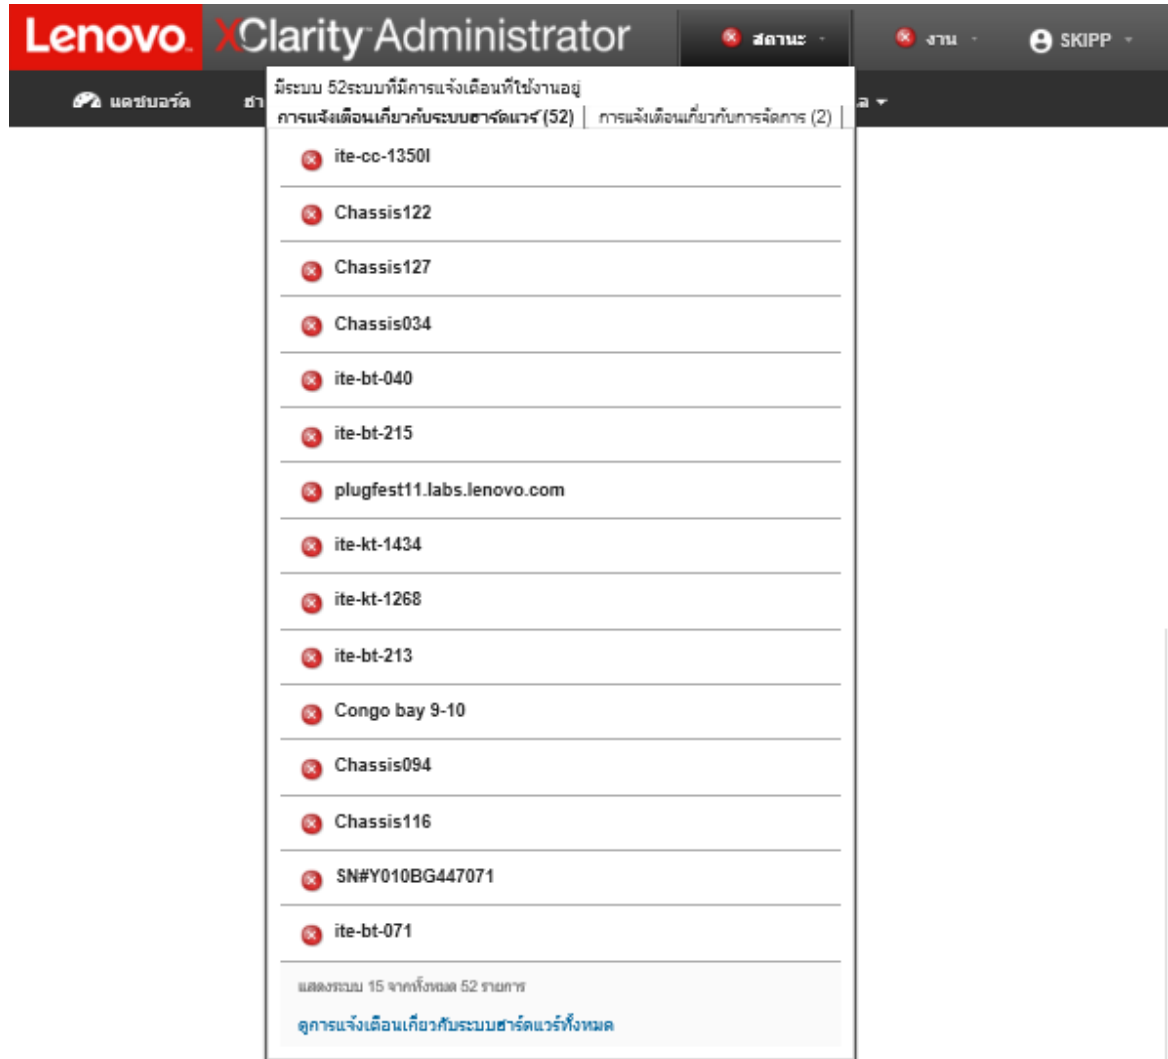 Lenovo XClarity Administrator สถานะ งาน SKIPP
แดชบอร์ด ฮา ล
มีระบบ 52ระบบที่มีการแจ้งเตือนที่ใช้งานอยู่
การแจ้งเตือนเกี่ยวกับระบบฮาร์ดแวร์ (52) การแจ้งเตือนเกี่ยวกับการจัดการ (2)
ite-cc-1350l
Chassis122
Chassis127
Chassis034
ite-bt-040
ite-bt-215
plugfest11.labs.lenovo.com
ite-kt-1434
ite-kt-1268
ite-bt-213
Congo bay 9-10
Chassis094
Chassis116
SN#Y010BG447071
ite-bt-071
แสดงระบบ 15 จากทั้งหมด 52 รายการ
ดูการแจ้งเตือนเกี่ยวกับระบบฮาร์ดแวร์ทั้งหมด